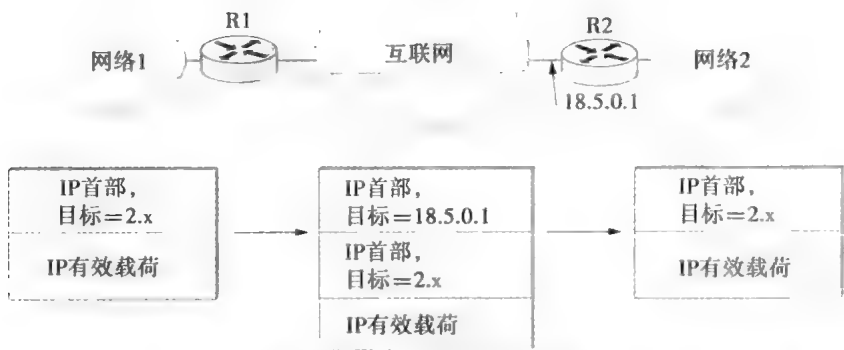 R1
R2
网络1
互联网
网络2
18.5.0.1
IP首部，
目标＝2.x
IP有效载荷
IP首部，
目标＝18.5.0.1
IP首部，
目标＝2.x
IP有效载荷
IP首部，
目标＝2.x
IP有效载荷